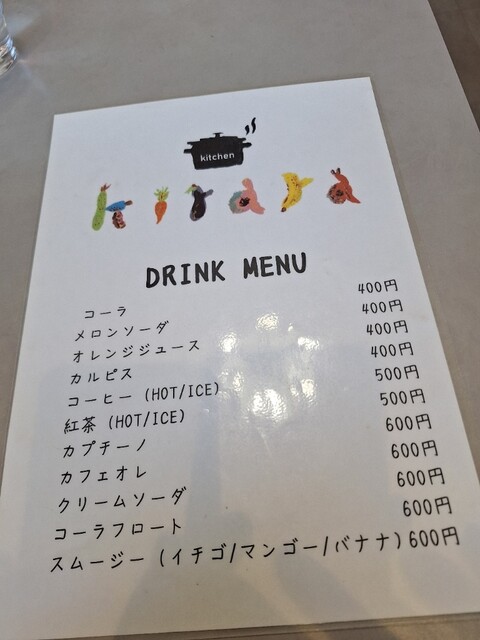 kitchen
kitaya
DRINK MENU
コーラ 400円
メロンソーダ 400円
オレンジジュース 400円
カルピス 400円
コーヒー (HOT/ICE) 500円
紅茶 (HOT/ICE) 500円
カプチーノ 600円
カフェオレ 600円
クリームソーダ 600円
コーラフロート 600円
スムージー (イチゴ/マンゴー/バナナ) 600円